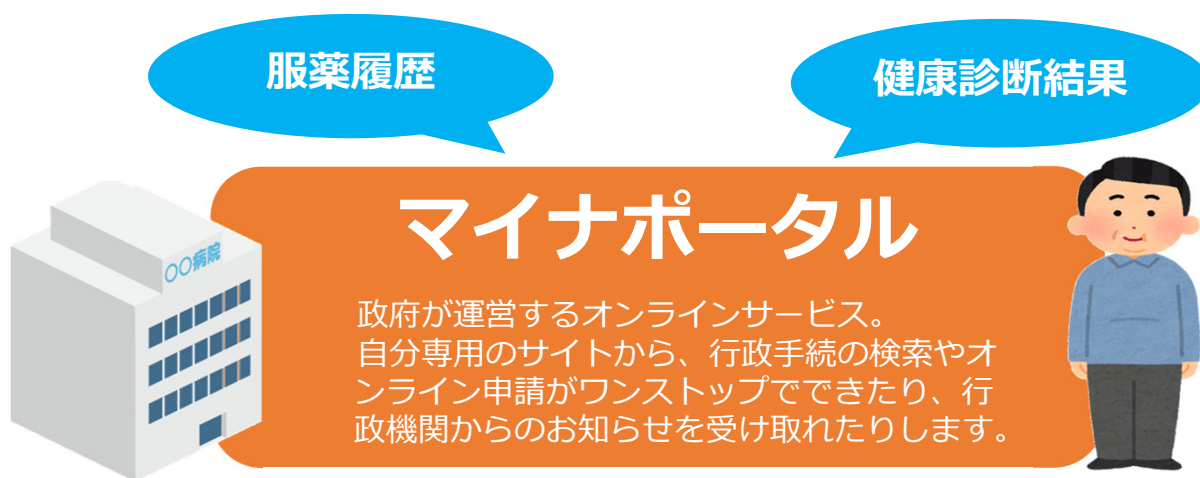 服薬履歴
健康診断結果
マイナポータル
〇〇病院
政府が運営するオンラインサービス。
自分専用のサイトから、行政手続の検索やオ
ンライン申請がワンストップでできたり、行
政機関からのお知らせを受け取れたりします。